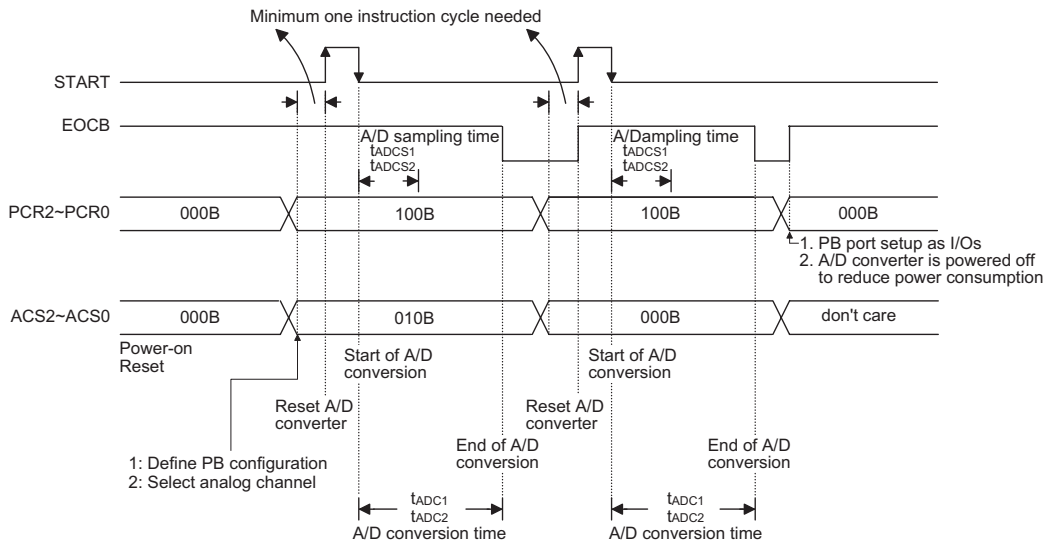 Minimum one instruction cycle needed
START
EOCB
A/D sampling time
tADCS1
tADCS2
A/Dampling time
tADCS1
tADCS2
PCR2~PCR0
000B
100B
100B
000B
1. PB port setup as I/Os
2. A/D converter is powered off
to reduce power consumption
ACS2~ACS0
000B
010B
000B
don't care
Power-on
Reset
Start of A/D
conversion
Start of A/D
conversion
Reset A/D
converter
Reset A/D
converter
1: Define PB configuration
2: Select analog channel
End of A/D
conversion
End of A/D
conversion
tADC1
tADC2
A/D conversion time
tADC1
tADC2
A/D conversion time